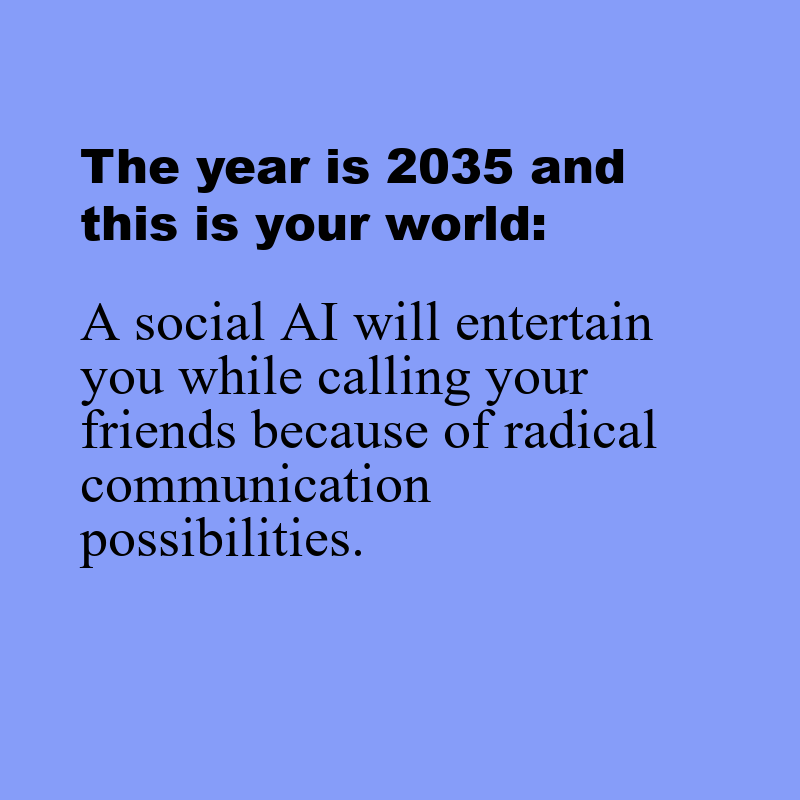 The year is 2035 and
this is your world:
A social AI will entertain
you while calling your
friends because of radical
communication
possibilities.